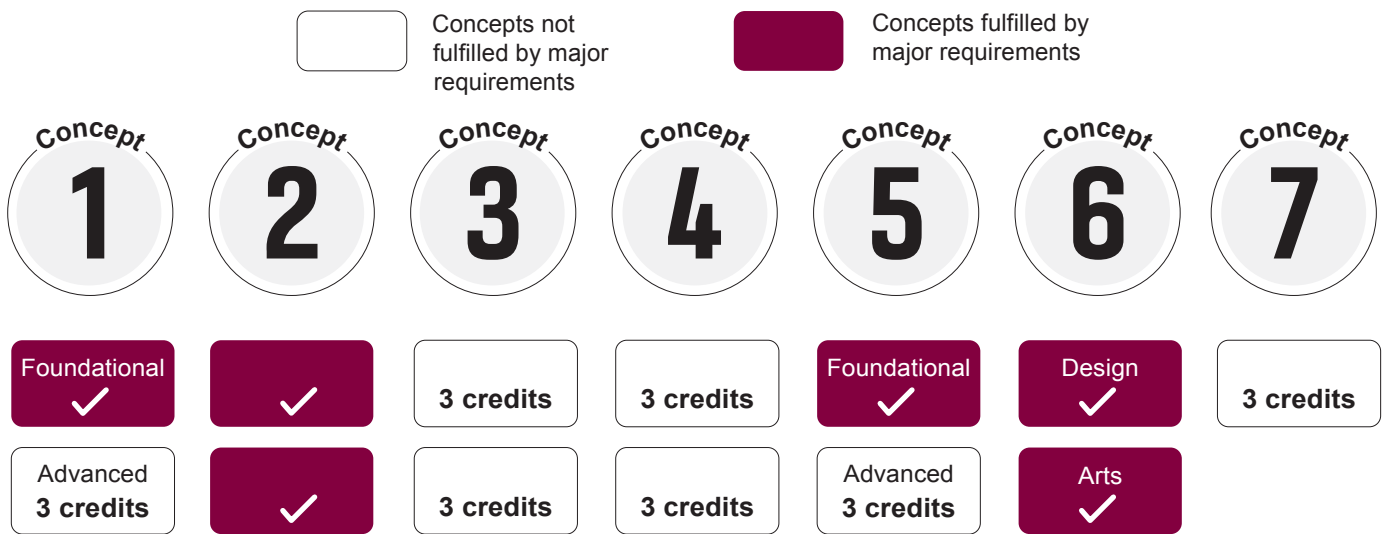 Concepts not
fulfilled by major
requirements
Concepts fulfilled by
major requirements
Concept
1
Concept
2
Concept
3
Concept
4
Concept
5
Concept
6
Concept
7
Foundational
3 credits
3 credits
Foundational
Design
3 credits
Advanced
3 credits
3 credits
3 credits
Advanced
3 credits
Arts